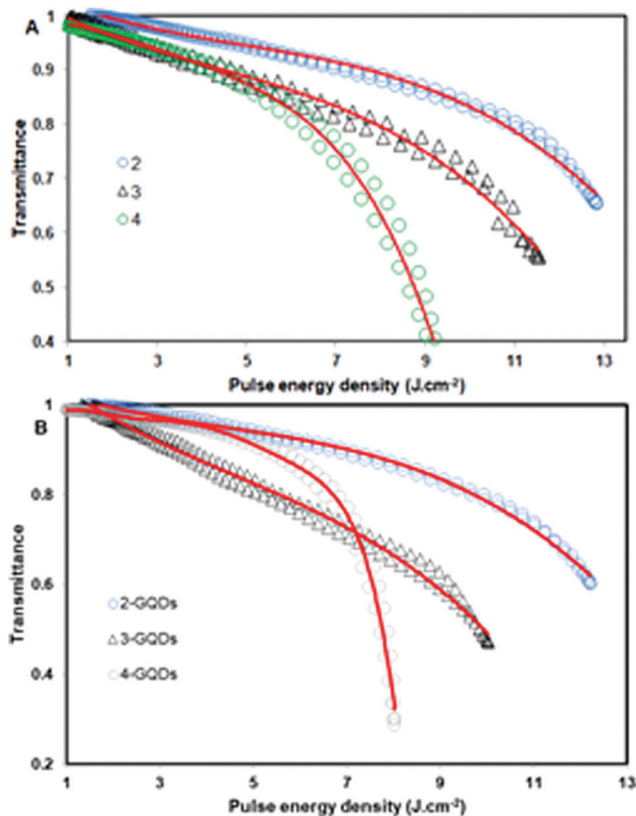 A
1
0.9
0.8
0.7
0.6
0.5
0.4
Transmittance
2
3
4
1 3 5 7 9 11 13
Pulse energy density (J.cm-2)
B
1
0.8
0.6
0.4
0.2
Transmittance
2-GQDs
3-GQDs
4-GQDs
1 3 5 7 9 11 13
Pulse energy density (J.cm-2)